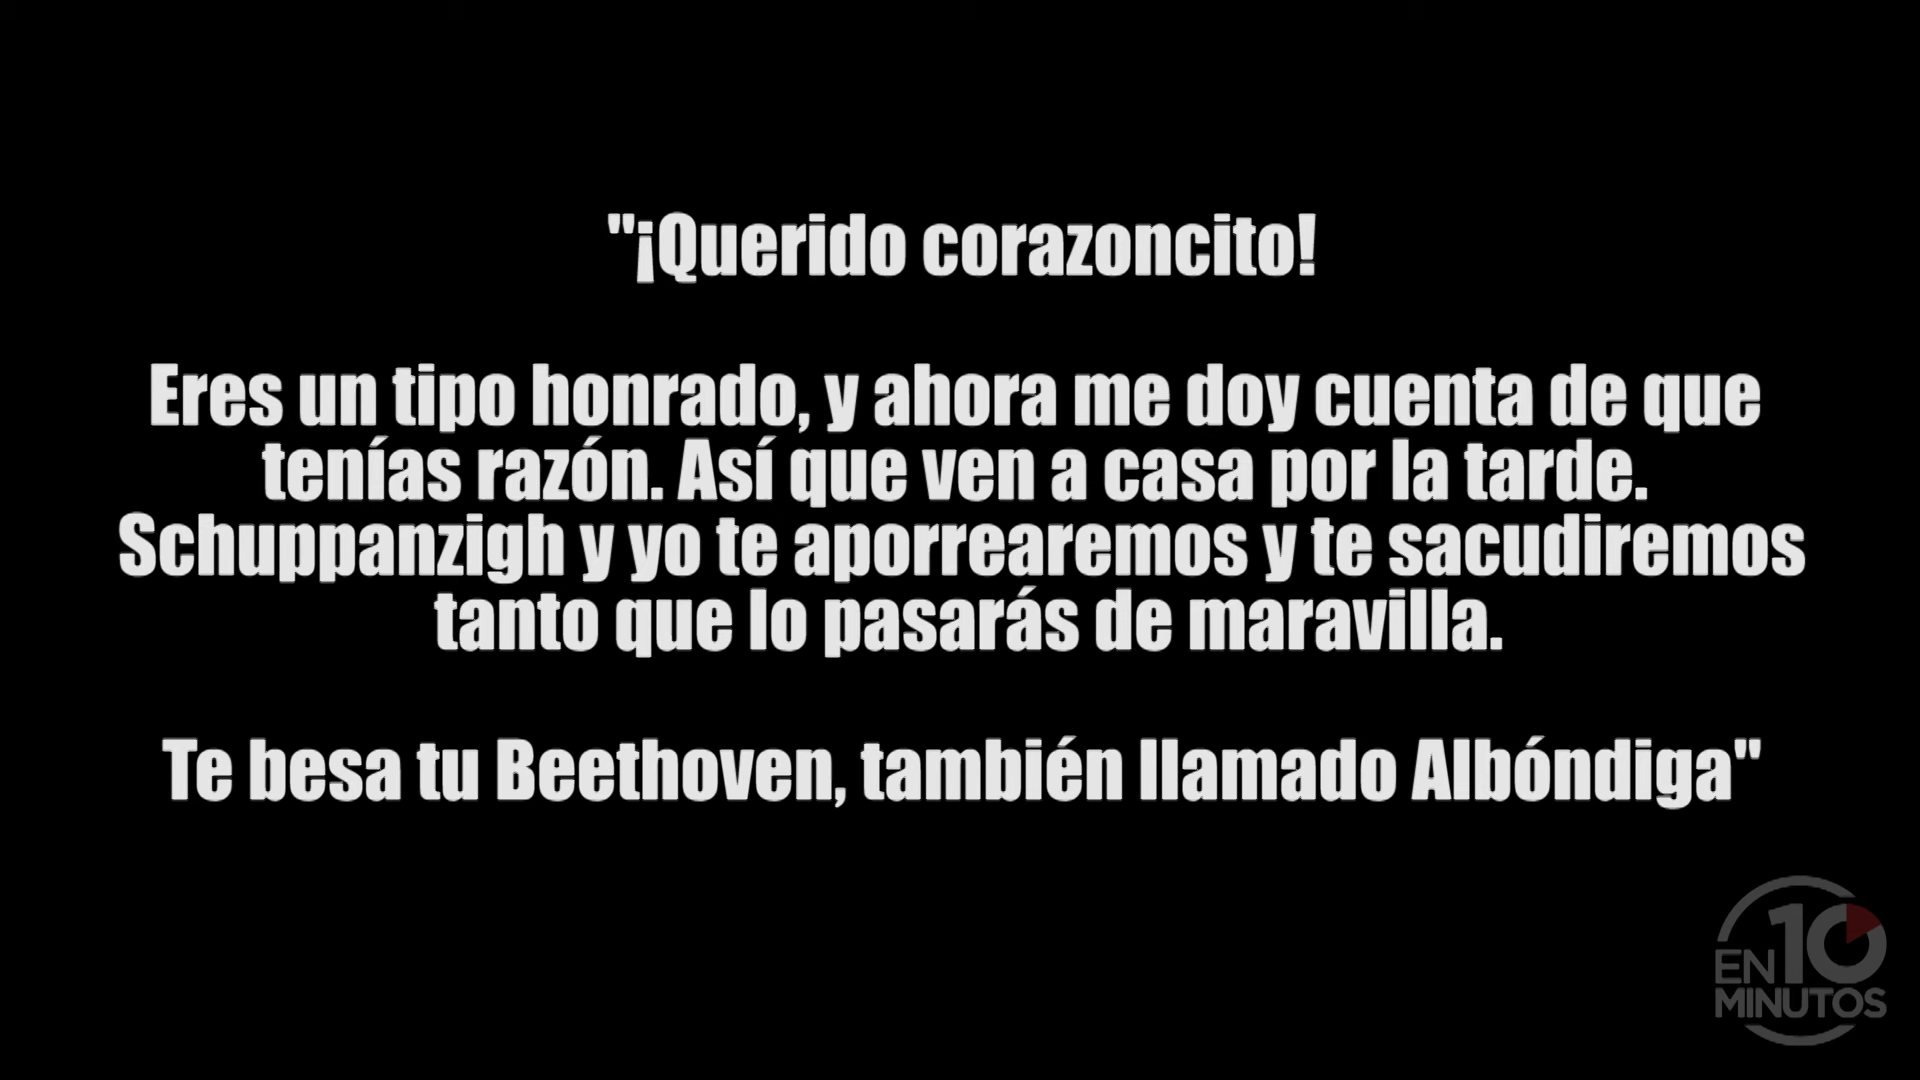 "¡Querido corazoncito!
Eres un tipo honrado, y ahora me doy cuenta de que
tenías razón. Así que ven a casa por la tarde.
Schuppanzigh y yo te aporrearemos y te sacudiremos
tanto que lo pasarás de maravilla.
Te besa tu Beethoven, también llamado Albóndiga"
EN 10
MINUTOS